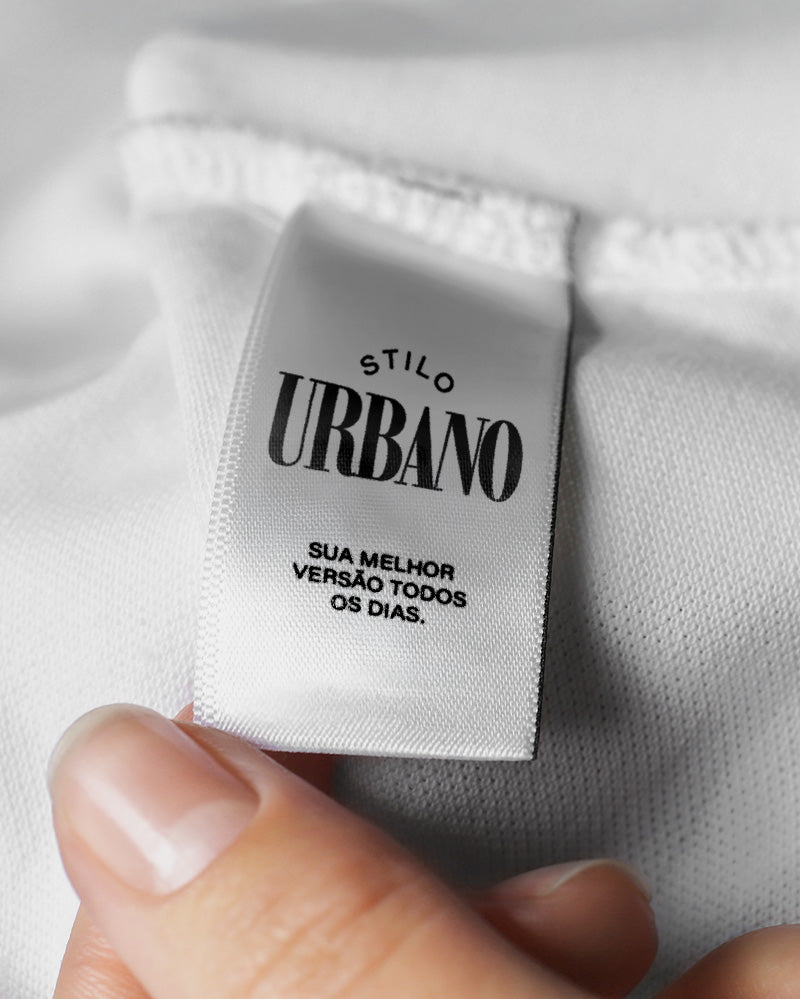 STILO
URBANO
SUA MELHOR
VERSÃO TODOS
OS DIAS.